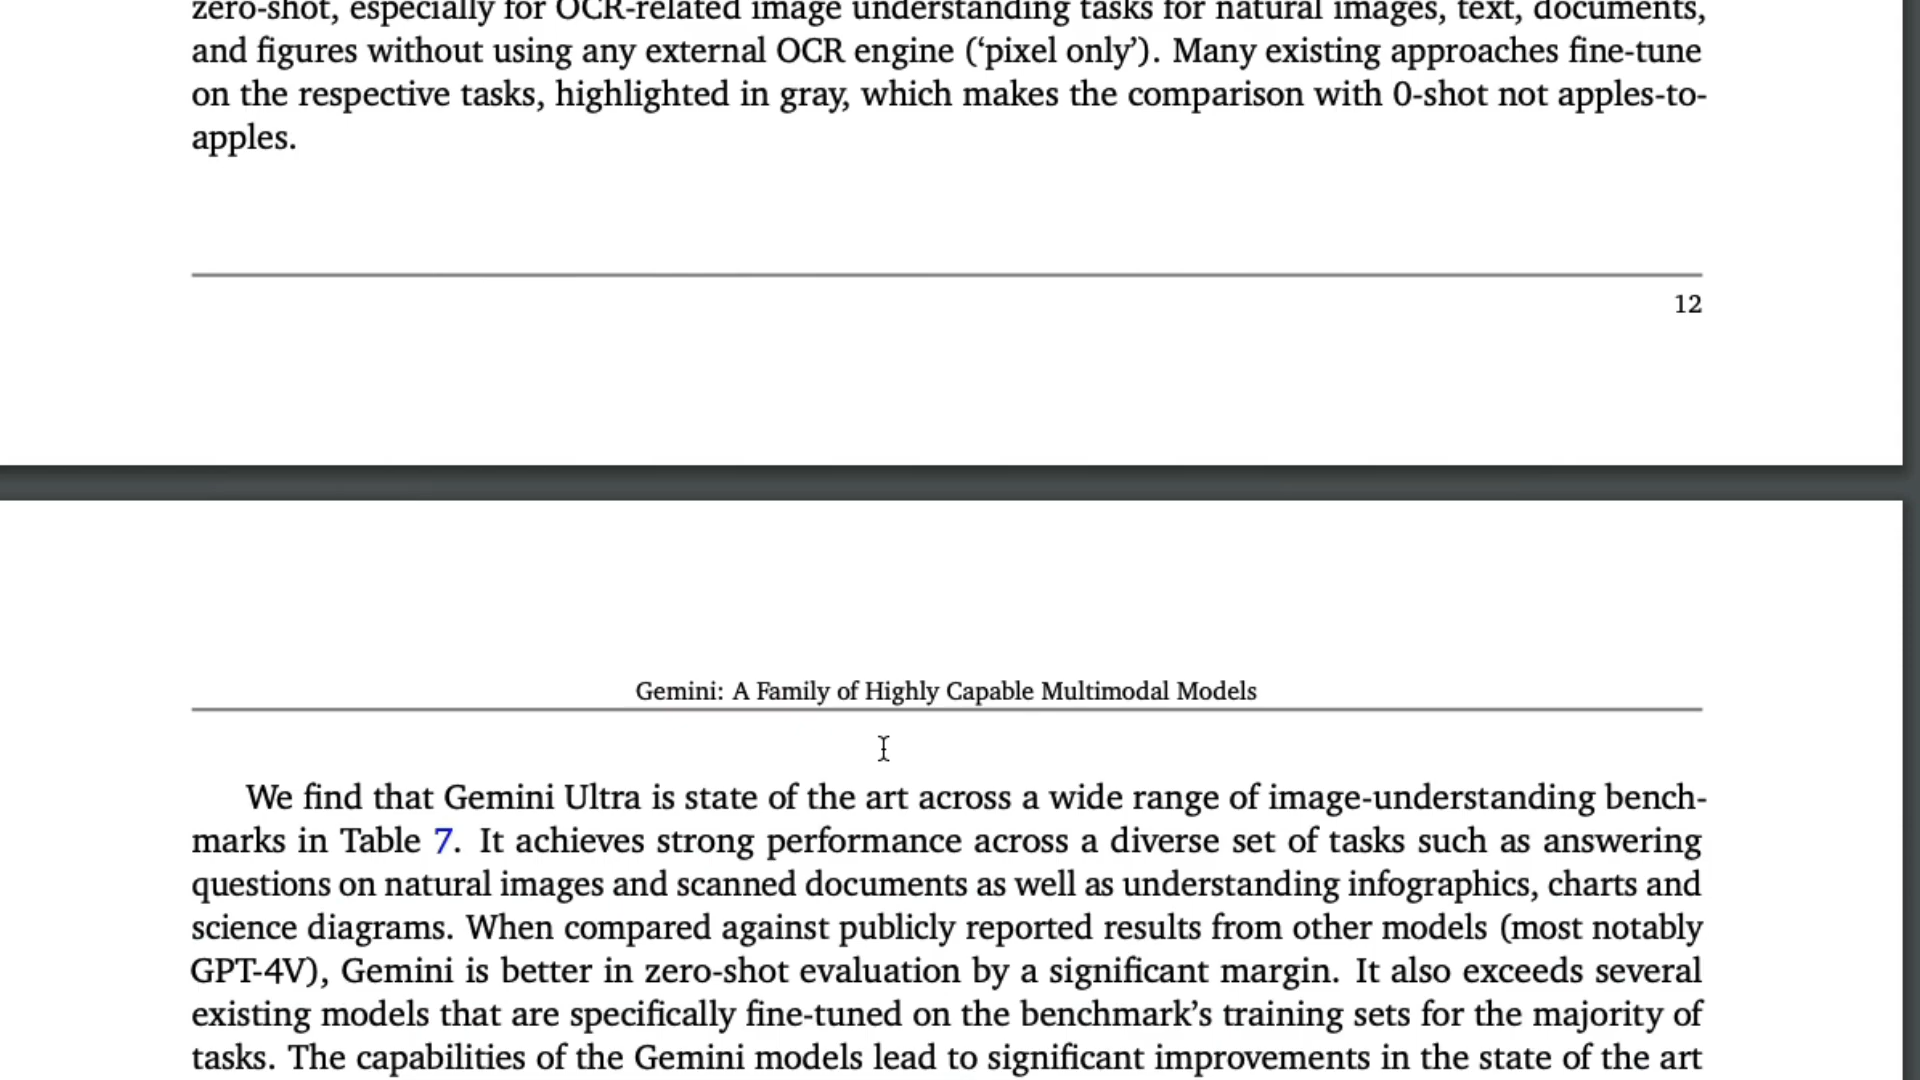 zero-shot, especially for OCR-related image understanding tasks for natural images, text, documents,
and figures without using any external OCR engine (‘pixel only’). Many existing approaches fine-tune
on the respective tasks, highlighted in gray, which makes the comparison with 0-shot not apples-to-
apples.
12
Gemini: A Family of Highly Capable Multimodal Models
We find that Gemini Ultra is state of the art across a wide range of image-understanding bench-
marks in Table 7. It achieves strong performance across a diverse set of tasks such as answering
questions on natural images and scanned documents as well as understanding infographics, charts and
science diagrams. When compared against publicly reported results from other models (most notably
GPT-4V), Gemini is better in zero-shot evaluation by a significant margin. It also exceeds several
existing models that are specifically fine-tuned on the benchmark’s training sets for the majority of
tasks. The capabilities of the Gemini models lead to significant improvements in the state of the art